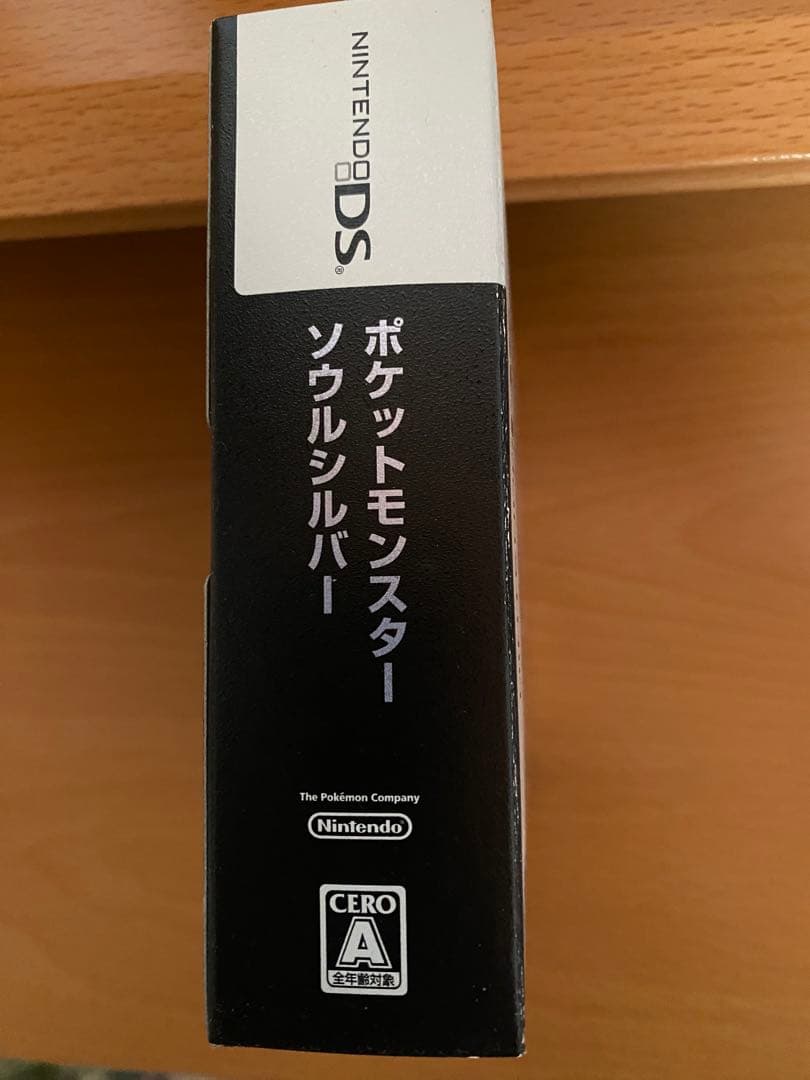 NINTENDO DS®
ポケットモンスター
ソウルシルバー
The Pokémon Company
Nintendo®
CERO
A
全年齢対象